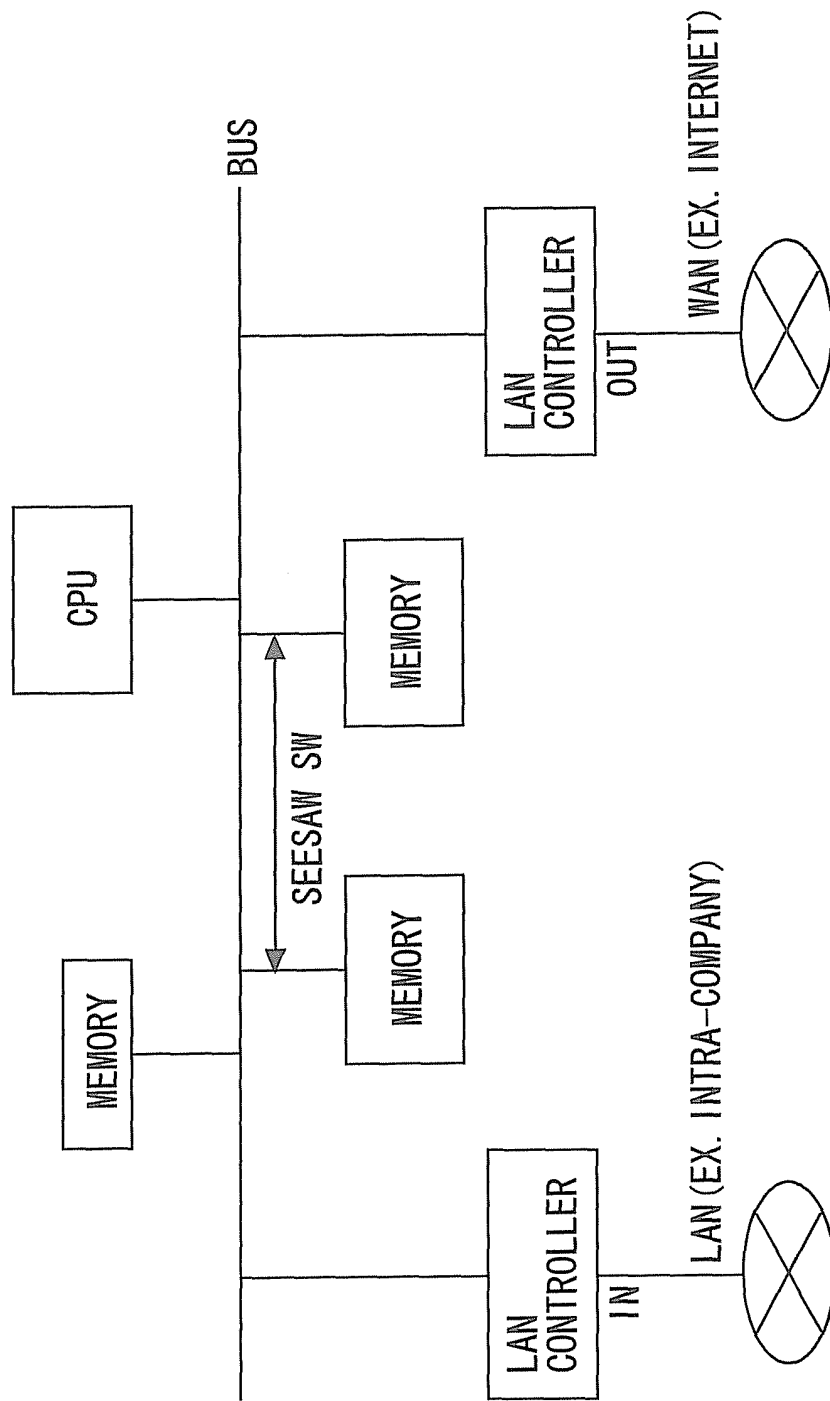 CPU
MEMORY
BUS
SEESAW SW
MEMORY
MEMORY
LAN
CONTROLLER
IN
LAN
CONTROLLER
OUT
LAN(EX. INTRA-COMPANY)
WAN(EX. INTERNET)